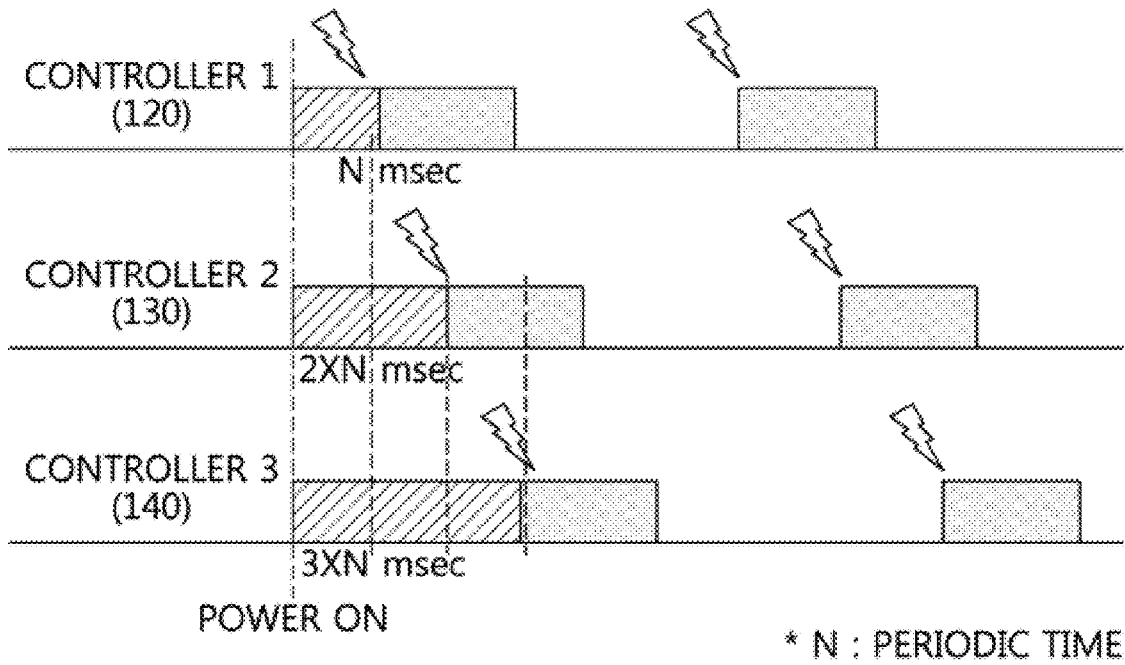 CONTROLLER 1
(120)
N msec
CONTROLLER 2
(130)
2XN msec
CONTROLLER 3
(140)
3XN msec
POWER ON
* N : PERIODIC TIME